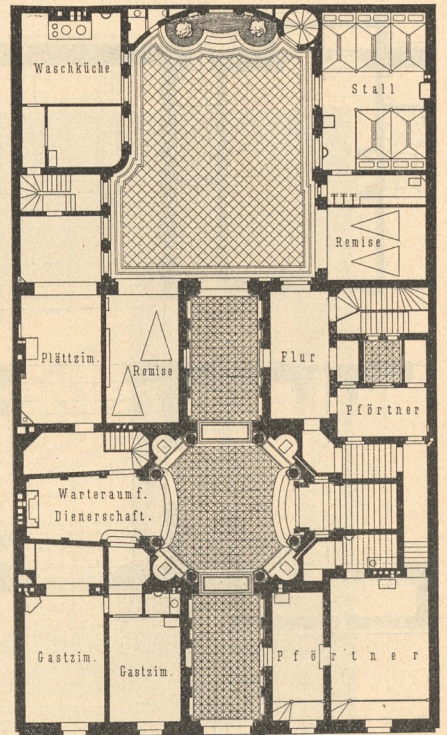 Waschküche
Stall
Remise
Plättzim.
Remise
Flur
Pförtner
Warteraum f.
Dienerschaft.
Gastzim.
Gastzim.
Pförtner